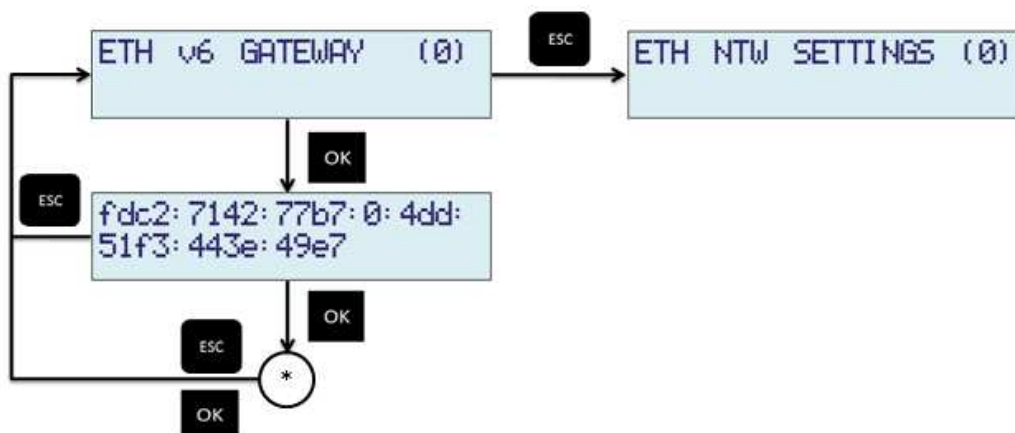 ETH v6 GATEWAY (0)
ESC
ETH NTW SETTINGS (0)
OK
ESC
fdc2:7142:77b7:0:4dd:
51f3:443e:49e7
OK
ESC
*
OK